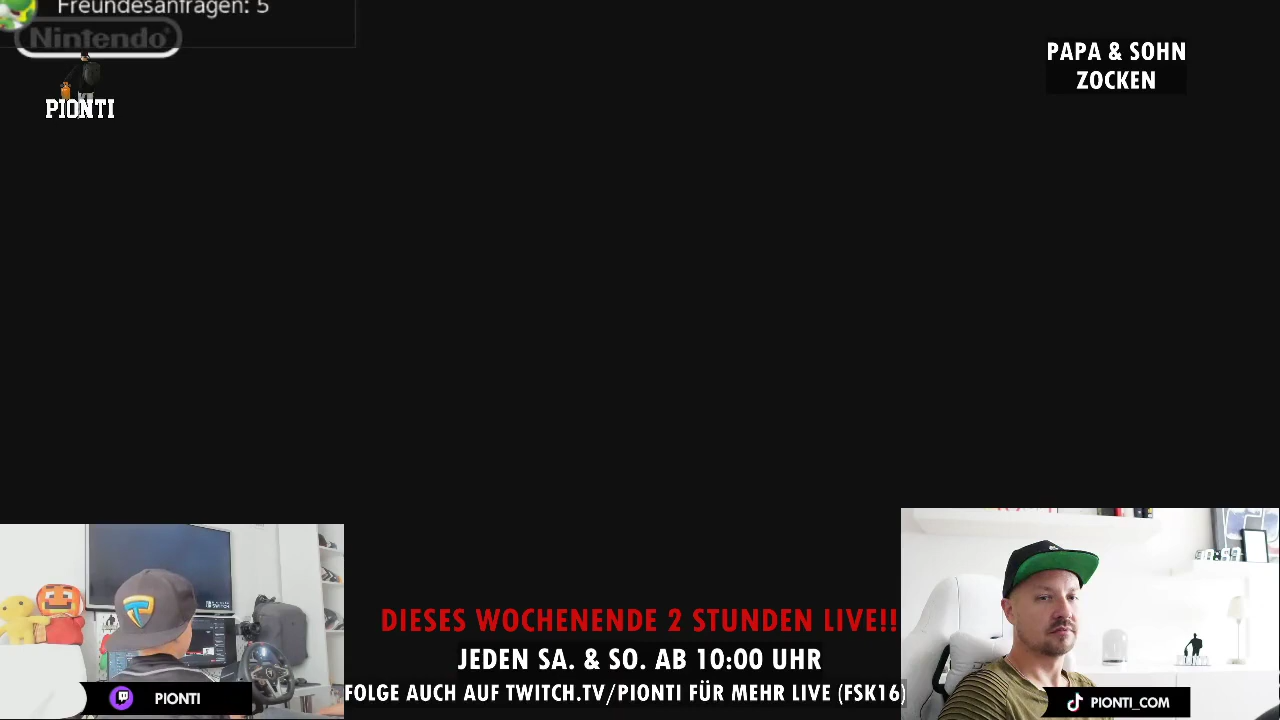 Freundesanfragen: 5
Nintendo
PIONTI
PAPA & SOHN
ZOCKEN
DIESES WOCHENENDE 2 STUNDEN LIVE!!
JEDEN SA. & SO. AB 10:00 UHR
FOLGE AUCH AUF TWITCH.TV/PIONTI FÜR MEHR LIVE (FSK16)
PIONTI
PIONTI_COM